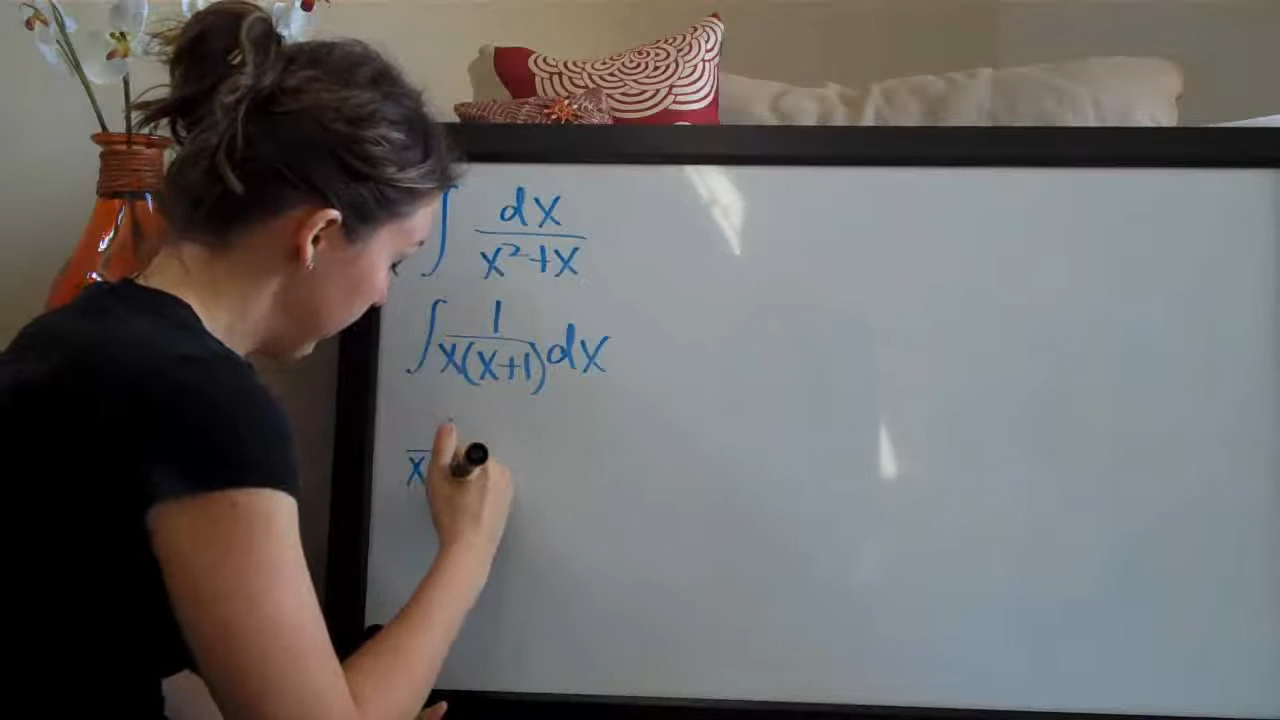 ∫ dx
x²+x
∫ 1
x(x+1) dx
x